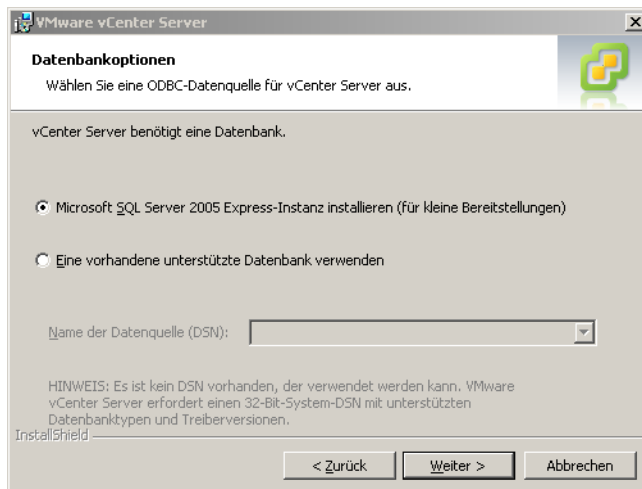 VMware vCenter Server
Datenbankoptionen
Wählen Sie eine ODBC-Datenquelle für vCenter Server aus.
vCenter Server benötigt eine Datenbank.
Microsoft SQL Server 2005 Express-Instanz installieren (für kleine Bereitstellungen)
Eine vorhandene unterstützte Datenbank verwenden
Name der Datenquelle (DSN):
HINWEIS: Es ist kein DSN vorhanden, der verwendet werden kann. VMware
vCenter Server erfordert einen 32-Bit-System-DSN mit unterstützten
Datenbanktypen und Treiberversionen.
InstallShield
< Zurück
Weiter >
Abbrechen